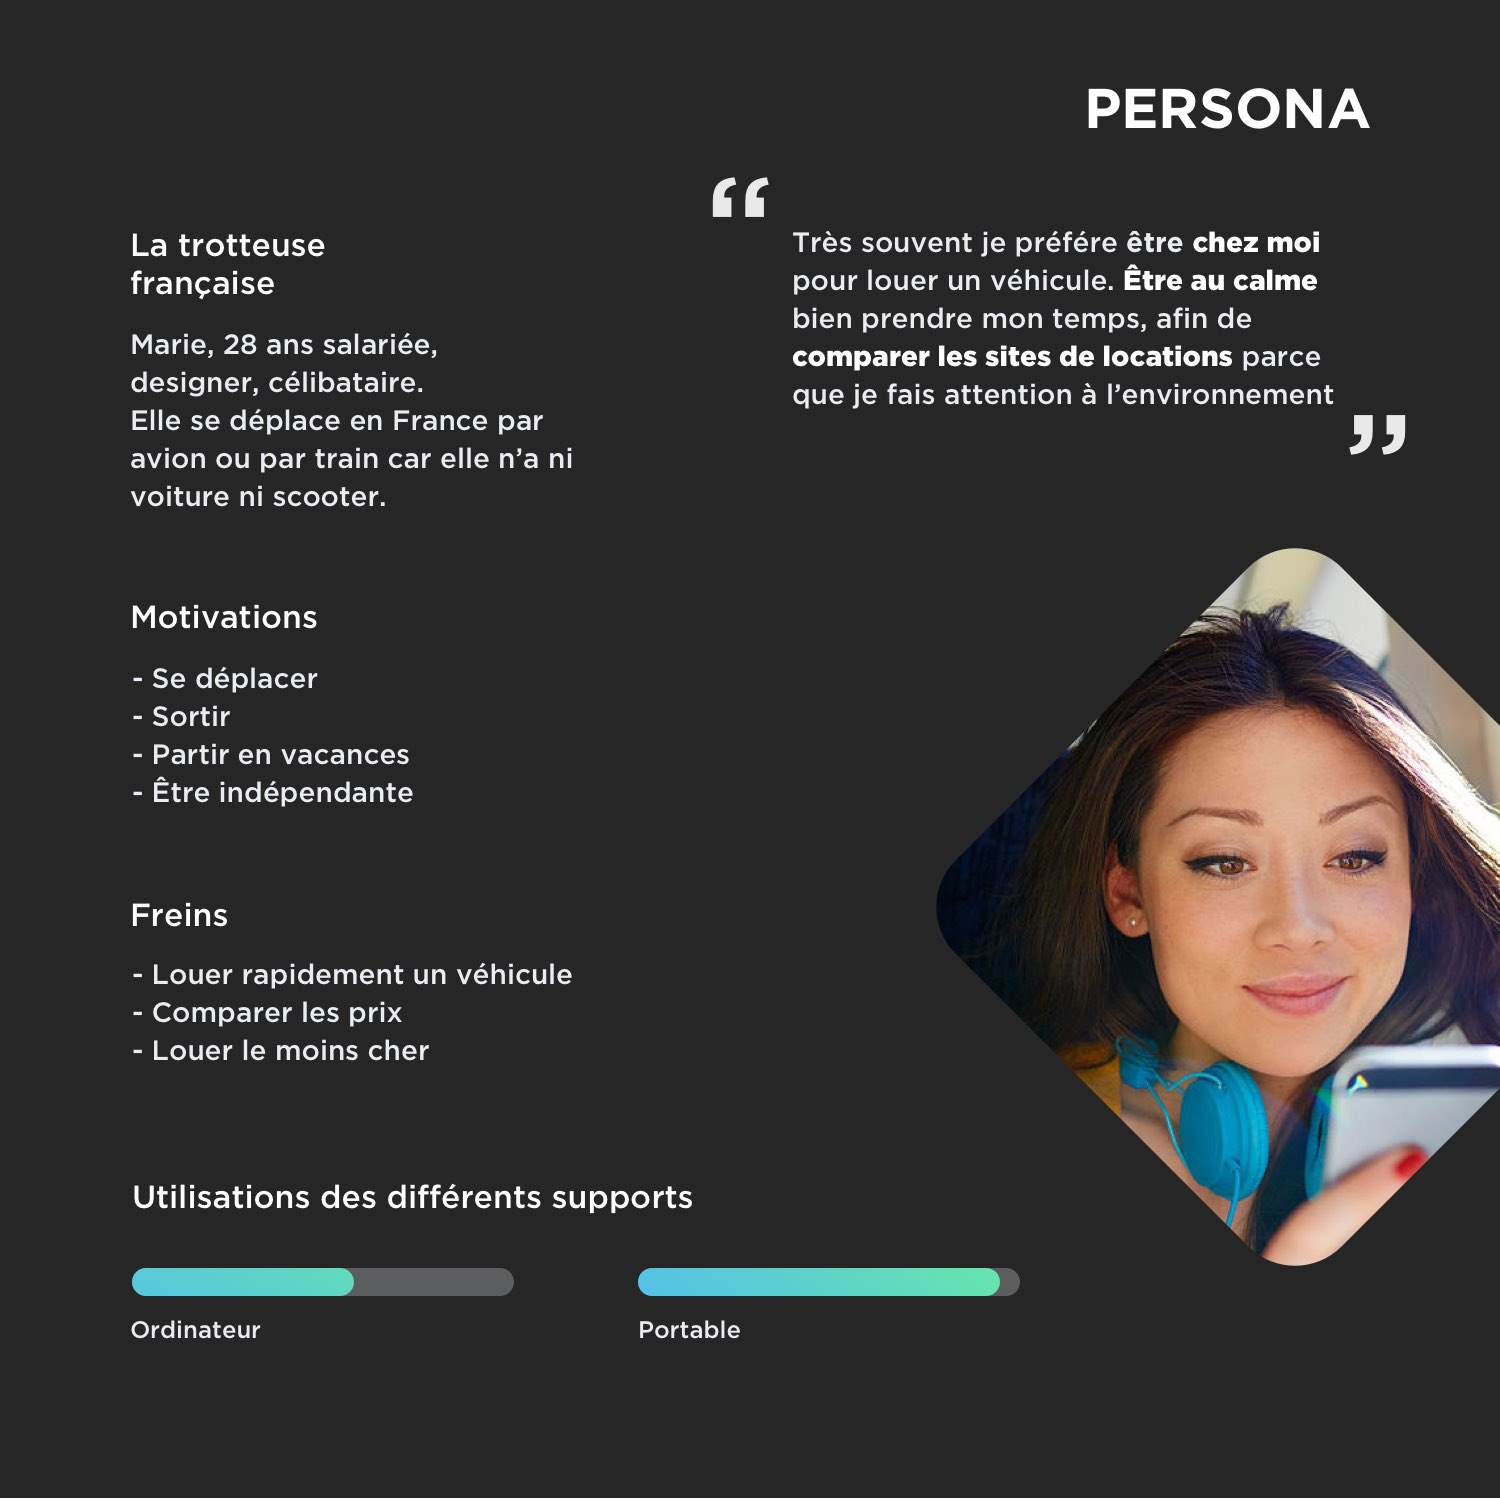 PERSONA
La trotteuse
française
Marie, 28 ans salariée,
designer, célibataire.
Elle se déplace en France par
avion ou par train car elle n’a ni
voiture ni scooter.
“
Très souvent je préfére être chez moi
pour louer un véhicule. Être au calme
bien prendre mon temps, afin de
comparer les sites de locations parce
que je fais attention à l’environnement
”
Motivations
- Se déplacer
- Sortir
- Partir en vacances
- Être indépendante
Freins
- Louer rapidement un véhicule
- Comparer les prix
- Louer le moins cher
Utilisations des différents supports
Ordinateur
Portable